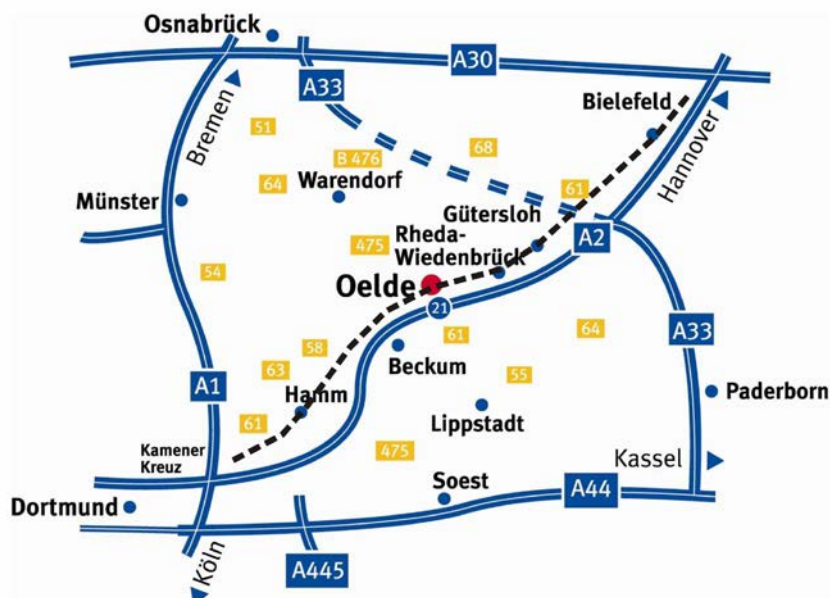 Osnabrück
A30
A33
Bielefeld
Bremen
Hannover
51
68
B 476
64
Warendorf
61
Münster
Gütersloh
475
Rheda-
Wiedenbrück
A2
54
Oelde
21
61
64
A33
58
Beckum
63
55
A1
Hamm
Paderborn
61
Lippstadt
Kamener
Kreuz
475
Kassel
Soest
A44
Dortmund
Köln
A445